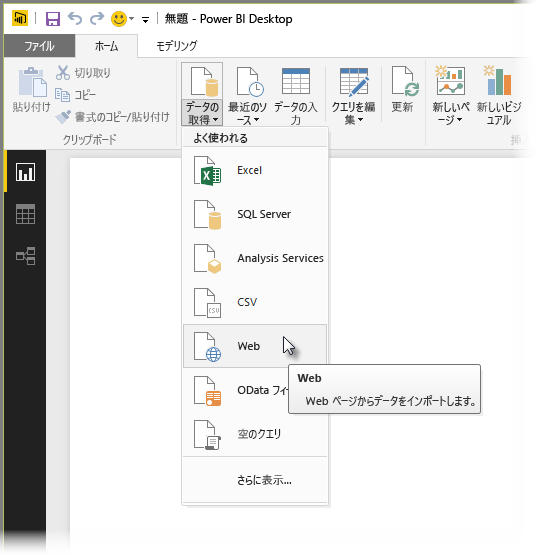 無題 - Power BI Desktop
ファイル
ホーム
モデリング
貼り付け
切り取り
コピー
書式のコピー/貼り付け
クリップボード
データの
取得
最近のソ
ース
データの入
力
クエリを編
集
更新
新しいペ
ージ
新しいビジ
ュアル
挿
よく使われる
Excel
SQL Server
Analysis Services
CSV
Web
OData フィ
空のクエリ
さらに表示...
Web
Web ページからデータをインポートします。